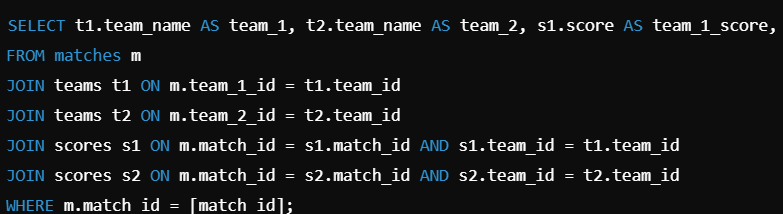 SELECT t1.team_name AS team_1, t2.team_name AS team_2, s1.score AS team_1_score,
FROM matches m
JOIN teams t1 ON m.team_1_id = t1.team_id
JOIN teams t2 ON m.team_2_id = t2.team_id
JOIN scores s1 ON m.match_id = s1.match_id AND s1.team_id = t1.team_id
JOIN scores s2 ON m.match_id = s2.match_id AND s2.team_id = t2.team_id
WHERE m.match_id = [match_id];